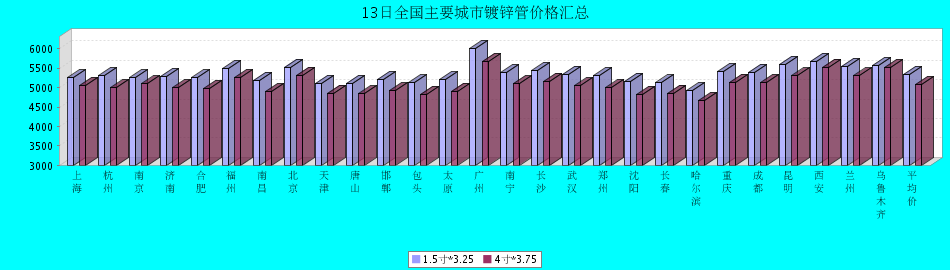 13日全国主要城市镀锌管价格汇总
6000
5500
5000
4500
4000
3500
3000
上海
杭州
南京
济南
合肥
福州
南昌
北京
天津
唐山
邯郸
包头
太原
广州
南宁
长沙
武汉
郑州
沈阳
长春
哈尔滨
重庆
成都
昆明
西安
兰州
乌鲁木齐
平均价
1.5寸*3.25
4寸*3.75